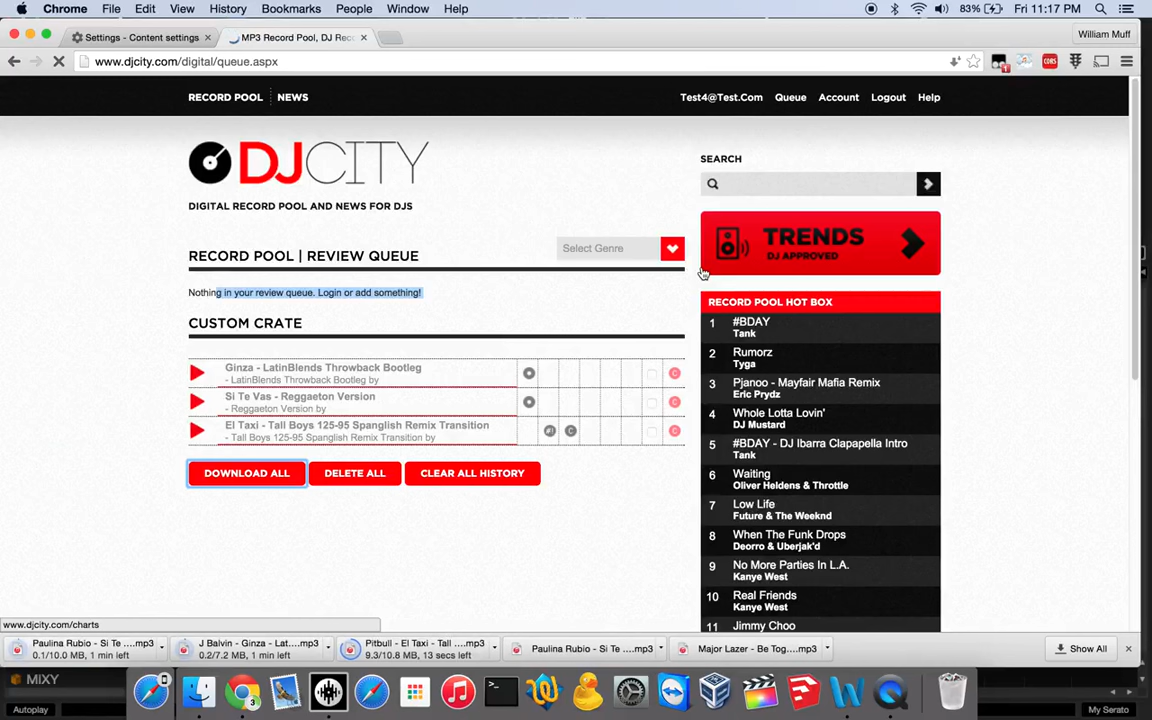 Chrome File Edit View History Bookmarks People Window Help 83% Fri 11:17 PM
Settings - Content settings MP3 Record Pool, DJ Rec William Muff
www.djcity.com/digital/queue.aspx CORS
RECORD POOL NEWS Test4@Test.Com Queue Account Logout Help
DJCITY
DIGITAL RECORD POOL AND NEWS FOR DJS
SEARCH
TRENDS
DJ APPROVED
RECORD POOL | REVIEW QUEUE Select Genre
Nothing in your review queue. Login or add something!
CUSTOM CRATE
Ginza - LatinBlends Throwback Bootleg
- LatinBlends Throwback Bootleg by C
Si Te Vas - Reggaeton Version
- Reggaeton Version by C
El Taxi - Tall Boys 125-95 Spanglish Remix Transition
- Tall Boys 125-95 Spanglish Remix Transition by C C
DOWNLOAD ALL DELETE ALL CLEAR ALL HISTORY
RECORD POOL HOT BOX
1 #BDAY
Tank
2 Rumorz
Tyga
3 Pjanoo - Mayfair Mafia Remix
Eric Prydz
4 Whole Lotta Lovin'
DJ Mustard
5 #BDAY - DJ Ibarra Clapapella Intro
Tank
6 Waiting
Oliver Heldens & Throttle
7 Low Life
Future & The Weeknd
8 When The Funk Drops
Deorro & Uberjak'd
9 No More Parties In L.A.
Kanye West
10 Real Friends
Kanye West
11 Jimmy Choo
www.djcity.com/charts
Paulina Rubio - Si Te ....mp3
0.1/10.0 MB, 1 min left
J Balvin - Ginza - Lat....mp3
0.2/7.2 MB, 1 min left
Pitbull - El Taxi - Tall ....mp3
9.3/10.8 MB, 13 secs left
Paulina Rubio - Si Te ....mp3
Major Lazer - Be Tog....mp3
Show All
MIXY
Autoplay My Serato